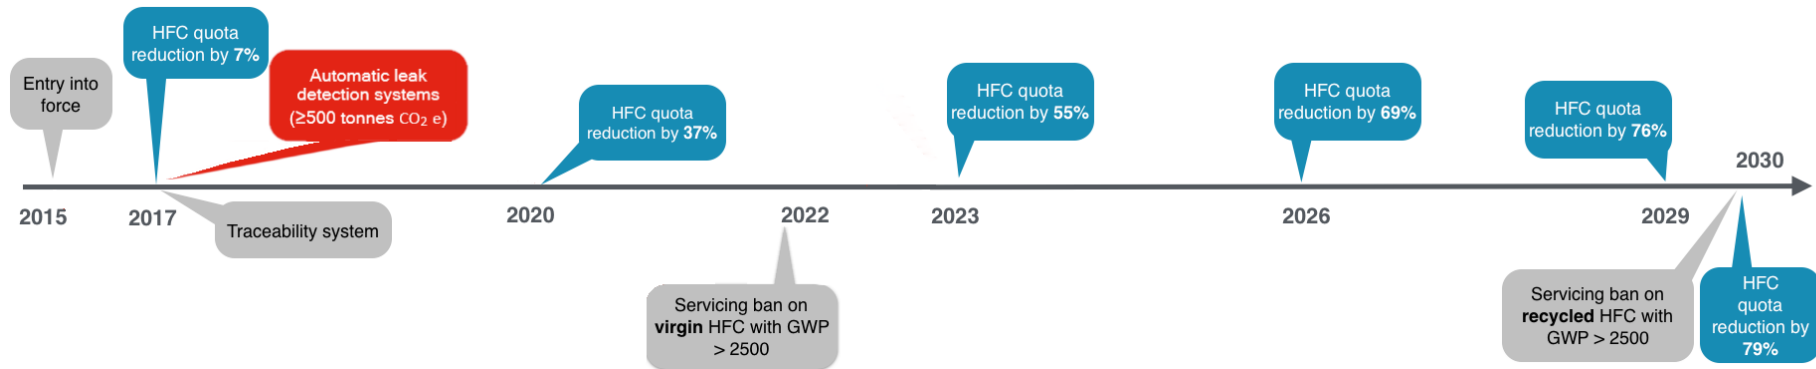 Entry into
force
HFC quota
reduction by 7%
Automatic leak
detection systems
(≥500 tonnes CO₂ e)
HFC quota
reduction by 37%
HFC quota
reduction by 55%
HFC quota
reduction by 69%
HFC quota
reduction by 76%
2030
2015
2017
2020
2022
2023
2026
2029
Traceability system
Servicing ban on
virgin HFC with GWP
> 2500
Servicing ban on
recycled HFC with
GWP > 2500
HFC
quota
reduction by
79%